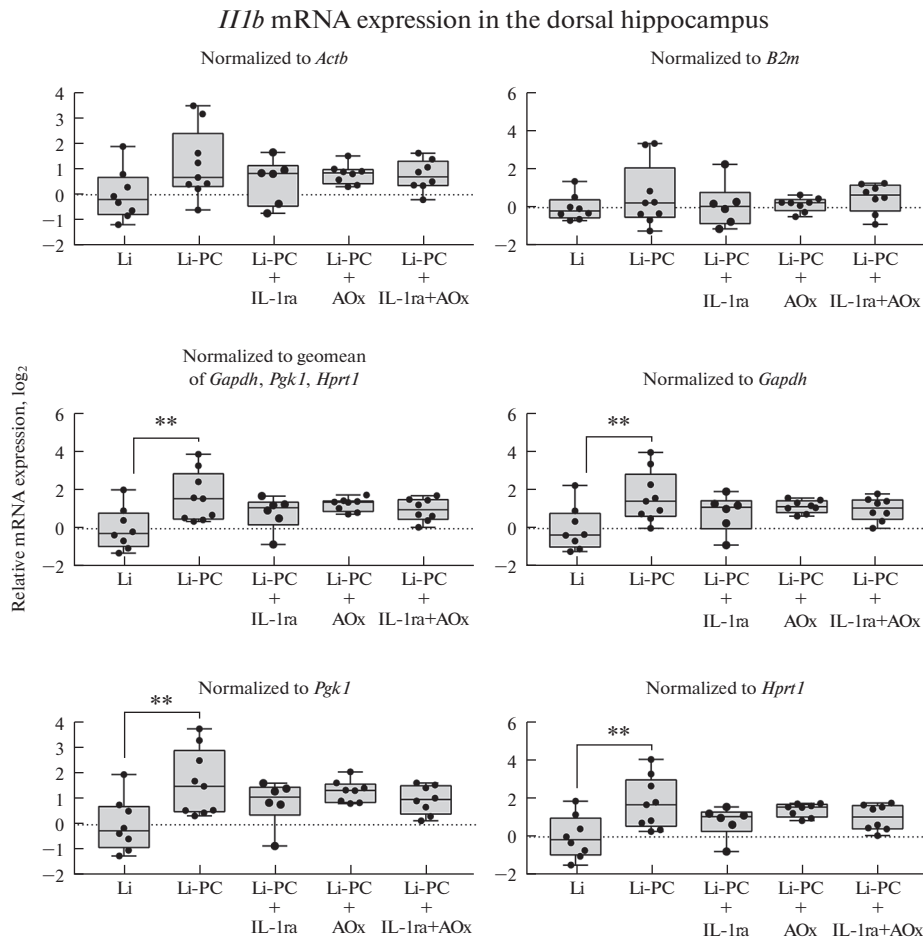 Il1b mRNA expression in the dorsal hippocampus
Relative mRNA expression, log2
Normalized to Actb
4
3
2
1
0
−1
−2
Li
Li-PC
Li-PC
+
IL-1ra
Li-PC
+
AOx
Li-PC
+
IL-1ra+AOx
Normalized to B2m
6
4
2
0
−2
Li
Li-PC
Li-PC
+
IL-1ra
Li-PC
+
AOx
Li-PC
+
IL-1ra+AOx
Normalized to geomean
of Gapdh, Pgk1, Hprt1
6
4
2
0
−2
**
Li
Li-PC
Li-PC
+
IL-1ra
Li-PC
+
AOx
Li-PC
+
IL-1ra+AOx
Normalized to Gapdh
6
4
2
0
−2
**
Li
Li-PC
Li-PC
+
IL-1ra
Li-PC
+
AOx
Li-PC
+
IL-1ra+AOx
Normalized to Pgk1
4
3
2
1
0
−1
−2
**
Li
Li-PC
Li-PC
+
IL-1ra
Li-PC
+
AOx
Li-PC
+
IL-1ra+AOx
Normalized to Hprt1
6
4
2
0
−2
**
Li
Li-PC
Li-PC
+
IL-1ra
Li-PC
+
AOx
Li-PC
+
IL-1ra+AOx